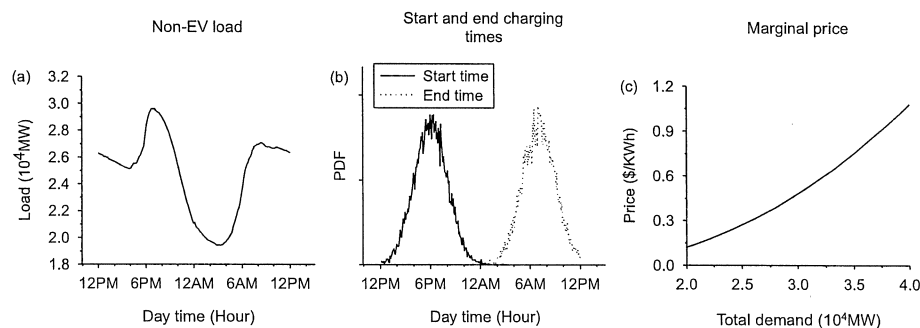 Non-EV load
(a)
3.2
3.0
2.8
2.6
2.4
2.2
2.0
1.8
Load (10⁴MW)
12PM 6PM 12AM 6AM 12PM
Day time (Hour)
Start and end charging
times
(b)
Start time
End time
PDF
12PM 6PM 12AM 6AM 12PM
Day time (Hour)
Marginal price
(c)
1.2
0.9
0.6
0.3
0.0
Price ($/KWh)
2.0 2.5 3.0 3.5 4.0
Total demand (10⁴MW)